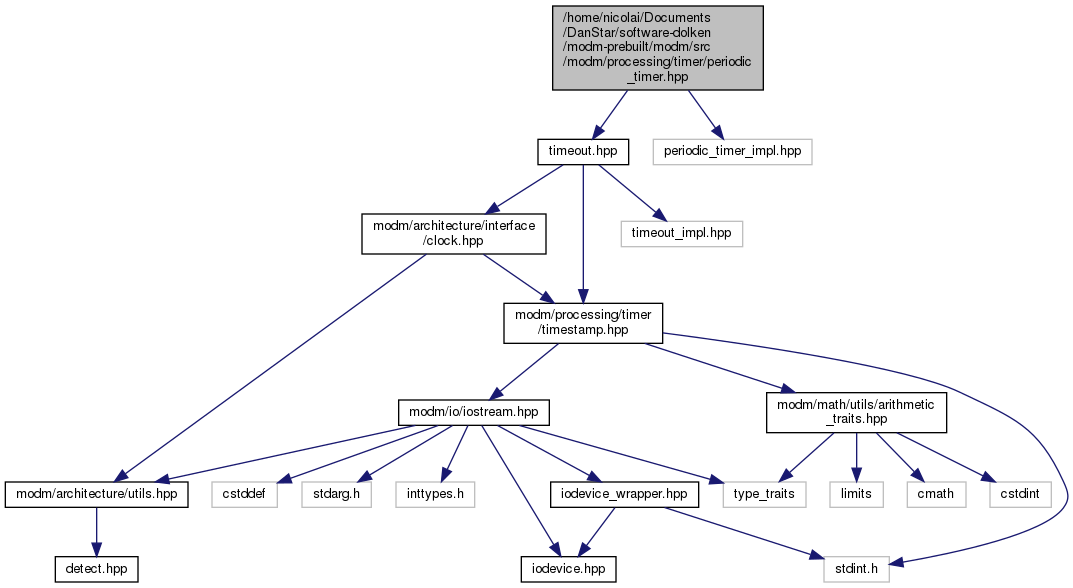 /home/nicolai/Documents
/DanStar/software-dolken
/modm-prebuilt/modm/src
/modm/processing/timer/periodic
_timer.hpp
timeout.hpp
periodic_timer_impl.hpp
modm/architecture/interface
/clock.hpp
timeout_impl.hpp
modm/processing/timer
/timestamp.hpp
modm/io/iostream.hpp
modm/math/utils/arithmetic
_traits.hpp
modm/architecture/utils.hpp
cstddef
stdarg.h
inttypes.h
iodevice_wrapper.hpp
type_traits
limits
cmath
cstdint
detect.hpp
iodevice.hpp
stdint.h